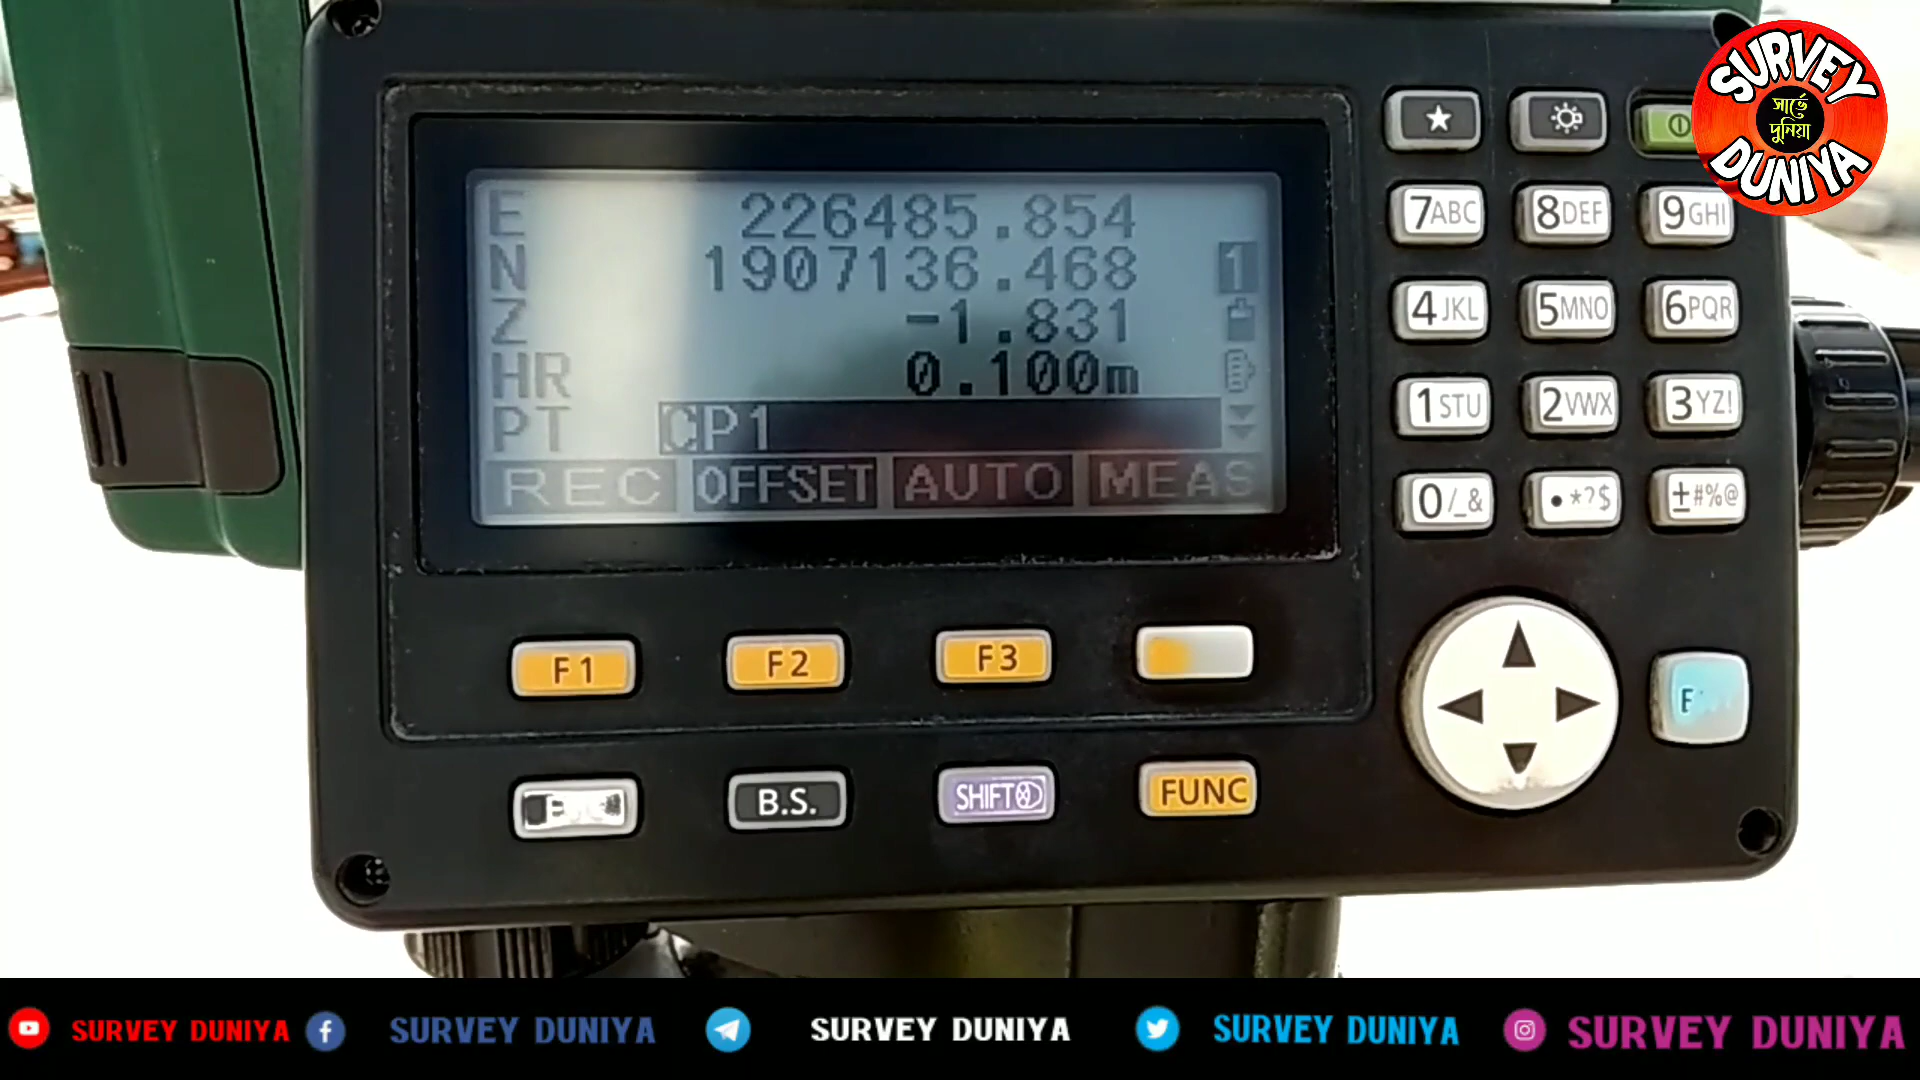 E 226485.854
N 1907136.468 1
Z -1.831
HR 0.100m
PT CP1
REC OFFSET AUTO MEAS
F1 F2 F3
B.S. SHIFT FUNC
7ABC 8DEF 9GHI
4JKL 5MNO 6PQR
1STU 2VWX 3YZ!
0/_& •*?$ ±#%@
SURVEY
সার্ভে
দুনিয়া
DUNIYA
SURVEY DUNIYA SURVEY DUNIYA SURVEY DUNIYA SURVEY DUNIYA SURVEY DUNIYA